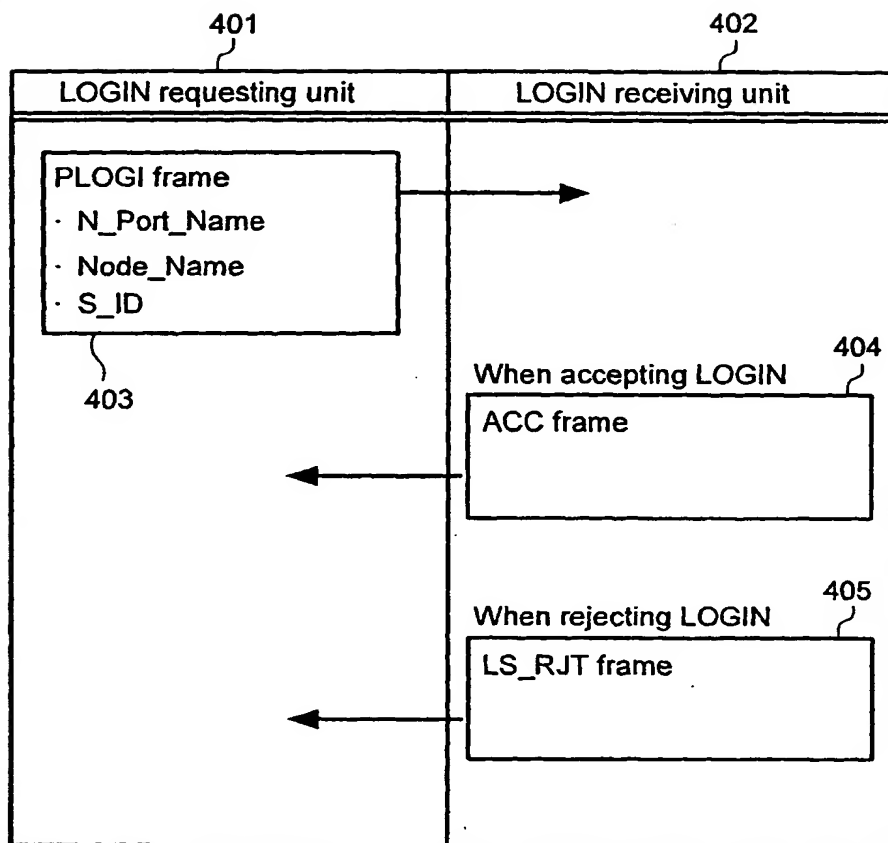 401
402
LOGIN requesting unit
LOGIN receiving unit
PLOGI frame
· N_Port_Name
· Node_Name
· S_ID
403
When accepting LOGIN
404
ACC frame
When rejecting LOGIN
405
LS_RJT frame